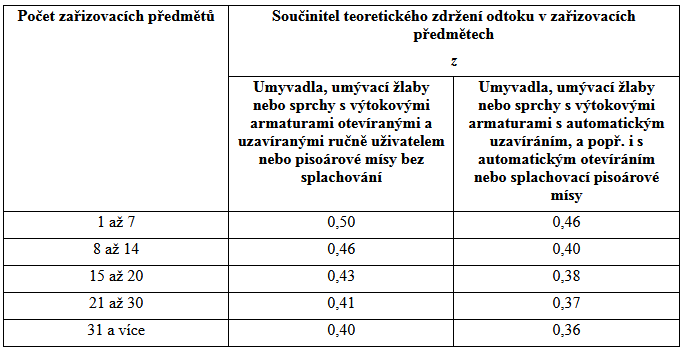 Počet zařizovacích předmětů
Součinitel teoretického zdržení odtoku v zařizovacích
předmětech
z
Umyvadla, umývací žlaby
nebo sprchy s výtokovými
armaturami otevíranými a
uzavíranými ručně uživatelem
nebo pisoárové mísy bez
splachování
Umyvadla, umývací žlaby
nebo sprchy s výtokovými
armaturami s automatickým
uzavíráním, a popř. i s
automatickým otevíráním
nebo splachovací pisoárové
mísy
1 až 7 0,50 0,46
8 až 14 0,46 0,40
15 až 20 0,43 0,38
21 až 30 0,41 0,37
31 a více 0,40 0,36